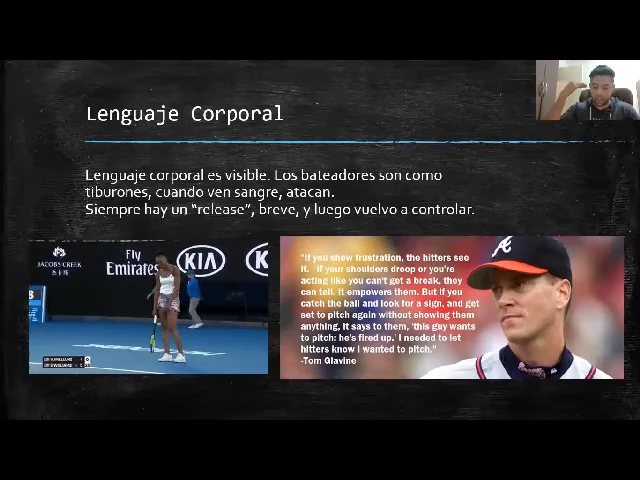 Lenguaje Corporal
Lenguaje corporal es visible. Los bateadores son como
tiburones, cuando ven sangre, atacan.
Siempre hay un “release”, breve, y luego vuelvo a controlar.
JACOB'S CREEK
Fly
Emirates
KIA
K
"If you show frustration, the hitters see
it. If your shoulders droop or you're
acting like you can't get a break, they
can tell. It empowers them. But if you
catch the ball and look for a sign, and get
set to pitch again without showing them
anything, it says to them, 'this guy wants
to pitch: he's fired up.' I needed to let
hitters know I wanted to pitch."
-Tom Glavine
A
V.WILLIAMS
S.WILLIAMS